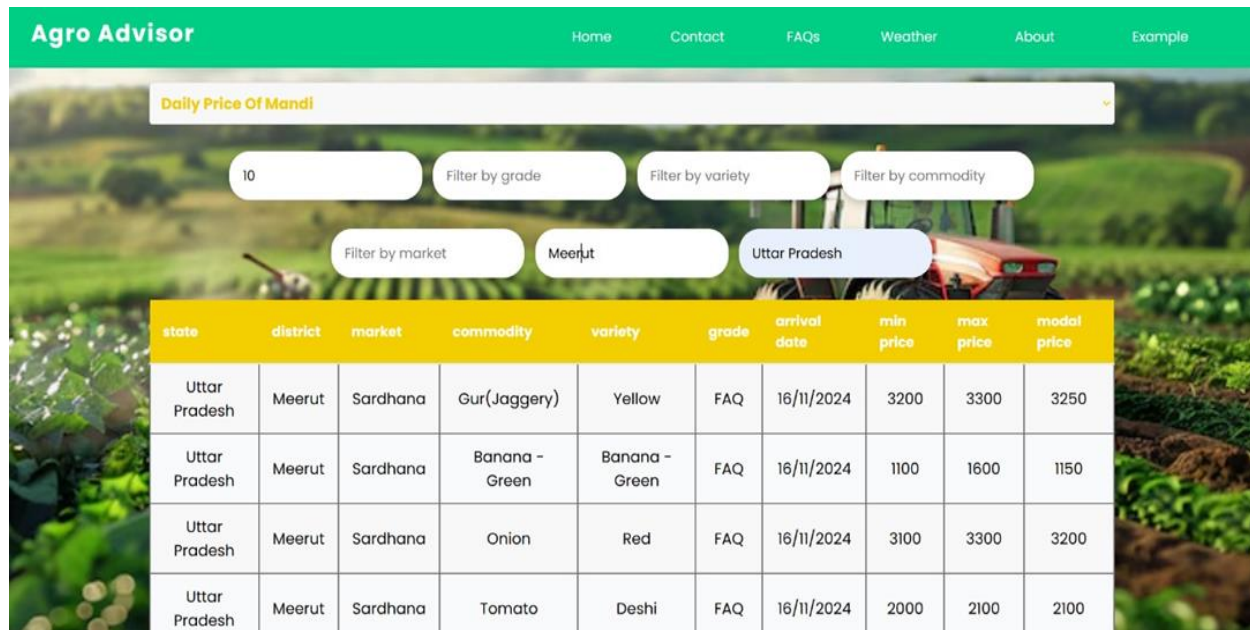 Agro Advisor Home Contact FAQs Weather About Example
Daily Price Of Mandi
10 Filter by grade Filter by variety Filter by commodity
Filter by market Meerut Uttar Pradesh
state district market commodity variety grade arrival date min price max price modal price
Uttar Pradesh Meerut Sardhana Gur(Jaggery) Yellow FAQ 16/11/2024 3200 3300 3250
Uttar Pradesh Meerut Sardhana Banana - Green Banana - Green FAQ 16/11/2024 1100 1600 1150
Uttar Pradesh Meerut Sardhana Onion Red FAQ 16/11/2024 3100 3300 3200
Uttar Pradesh Meerut Sardhana Tomato Deshi FAQ 16/11/2024 2000 2100 2100